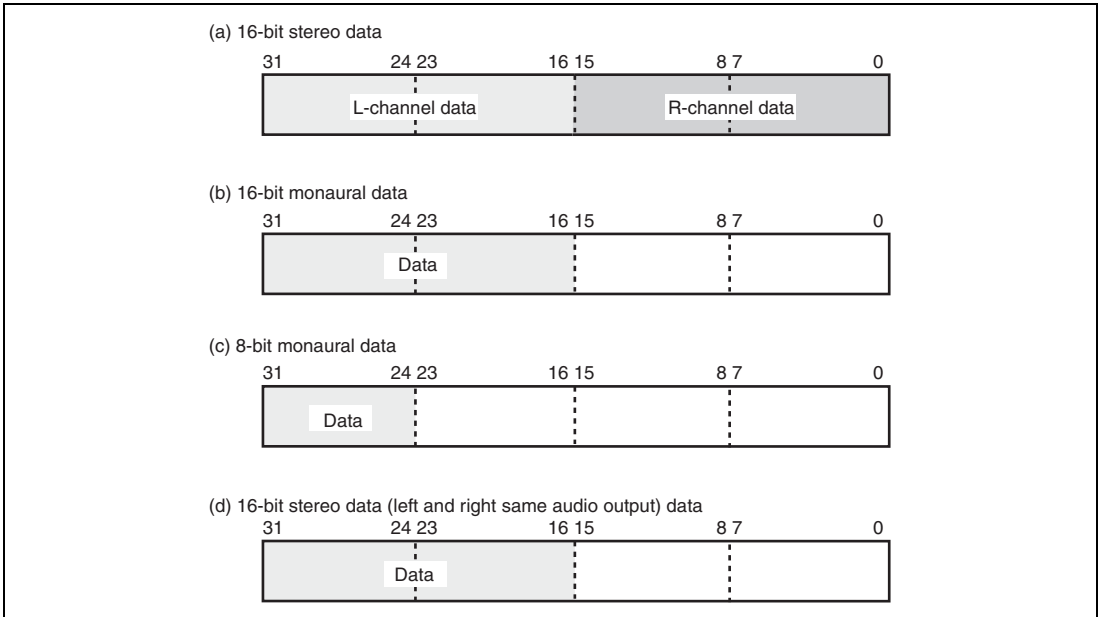 (a) 16-bit stereo data
31 24 23 16 15 8 7 0
L-channel data R-channel data
(b) 16-bit monaural data
31 24 23 16 15 8 7 0
Data
(c) 8-bit monaural data
31 24 23 16 15 8 7 0
Data
(d) 16-bit stereo data (left and right same audio output) data
31 24 23 16 15 8 7 0
Data